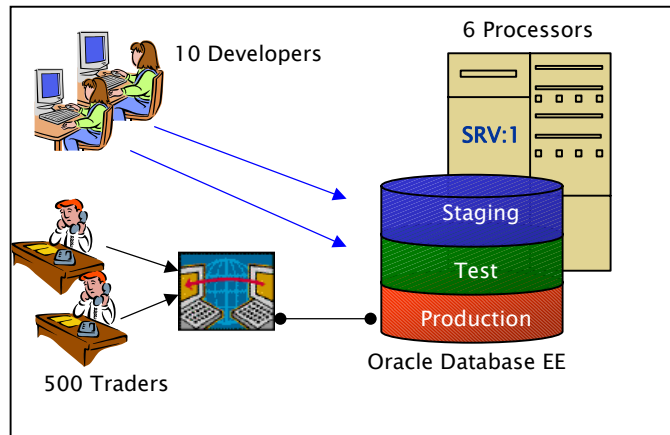 10 Developers
6 Processors
SRV:1
Staging
Test
Production
Oracle Database EE
500 Traders